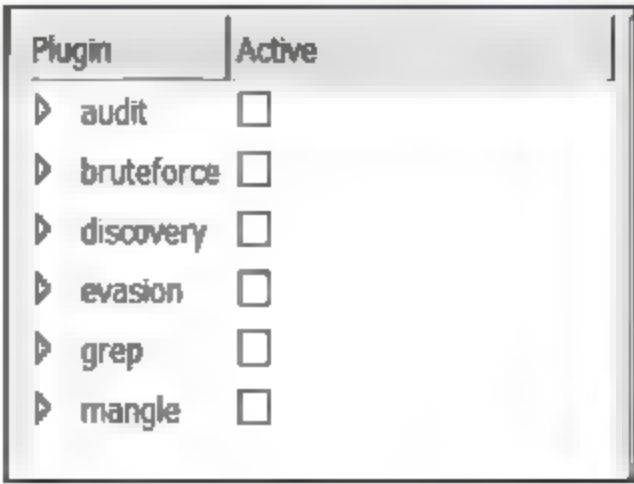 Plugin Active
audit
bruteforce
discovery
evasion
grep
mangle